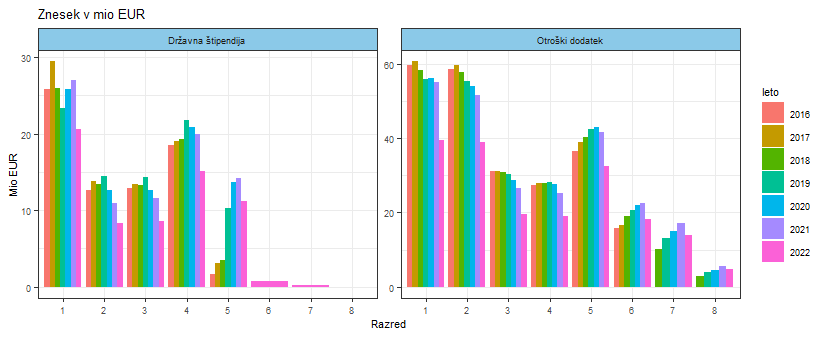 Znesek v mio EUR
Državna štipendija
Otroški dodatek
Mio EUR
30
20
10
0
60
40
20
0
1 2 3 4 5 6 7 8
1 2 3 4 5 6 7 8
Razred
leto
2016
2017
2018
2019
2020
2021
2022